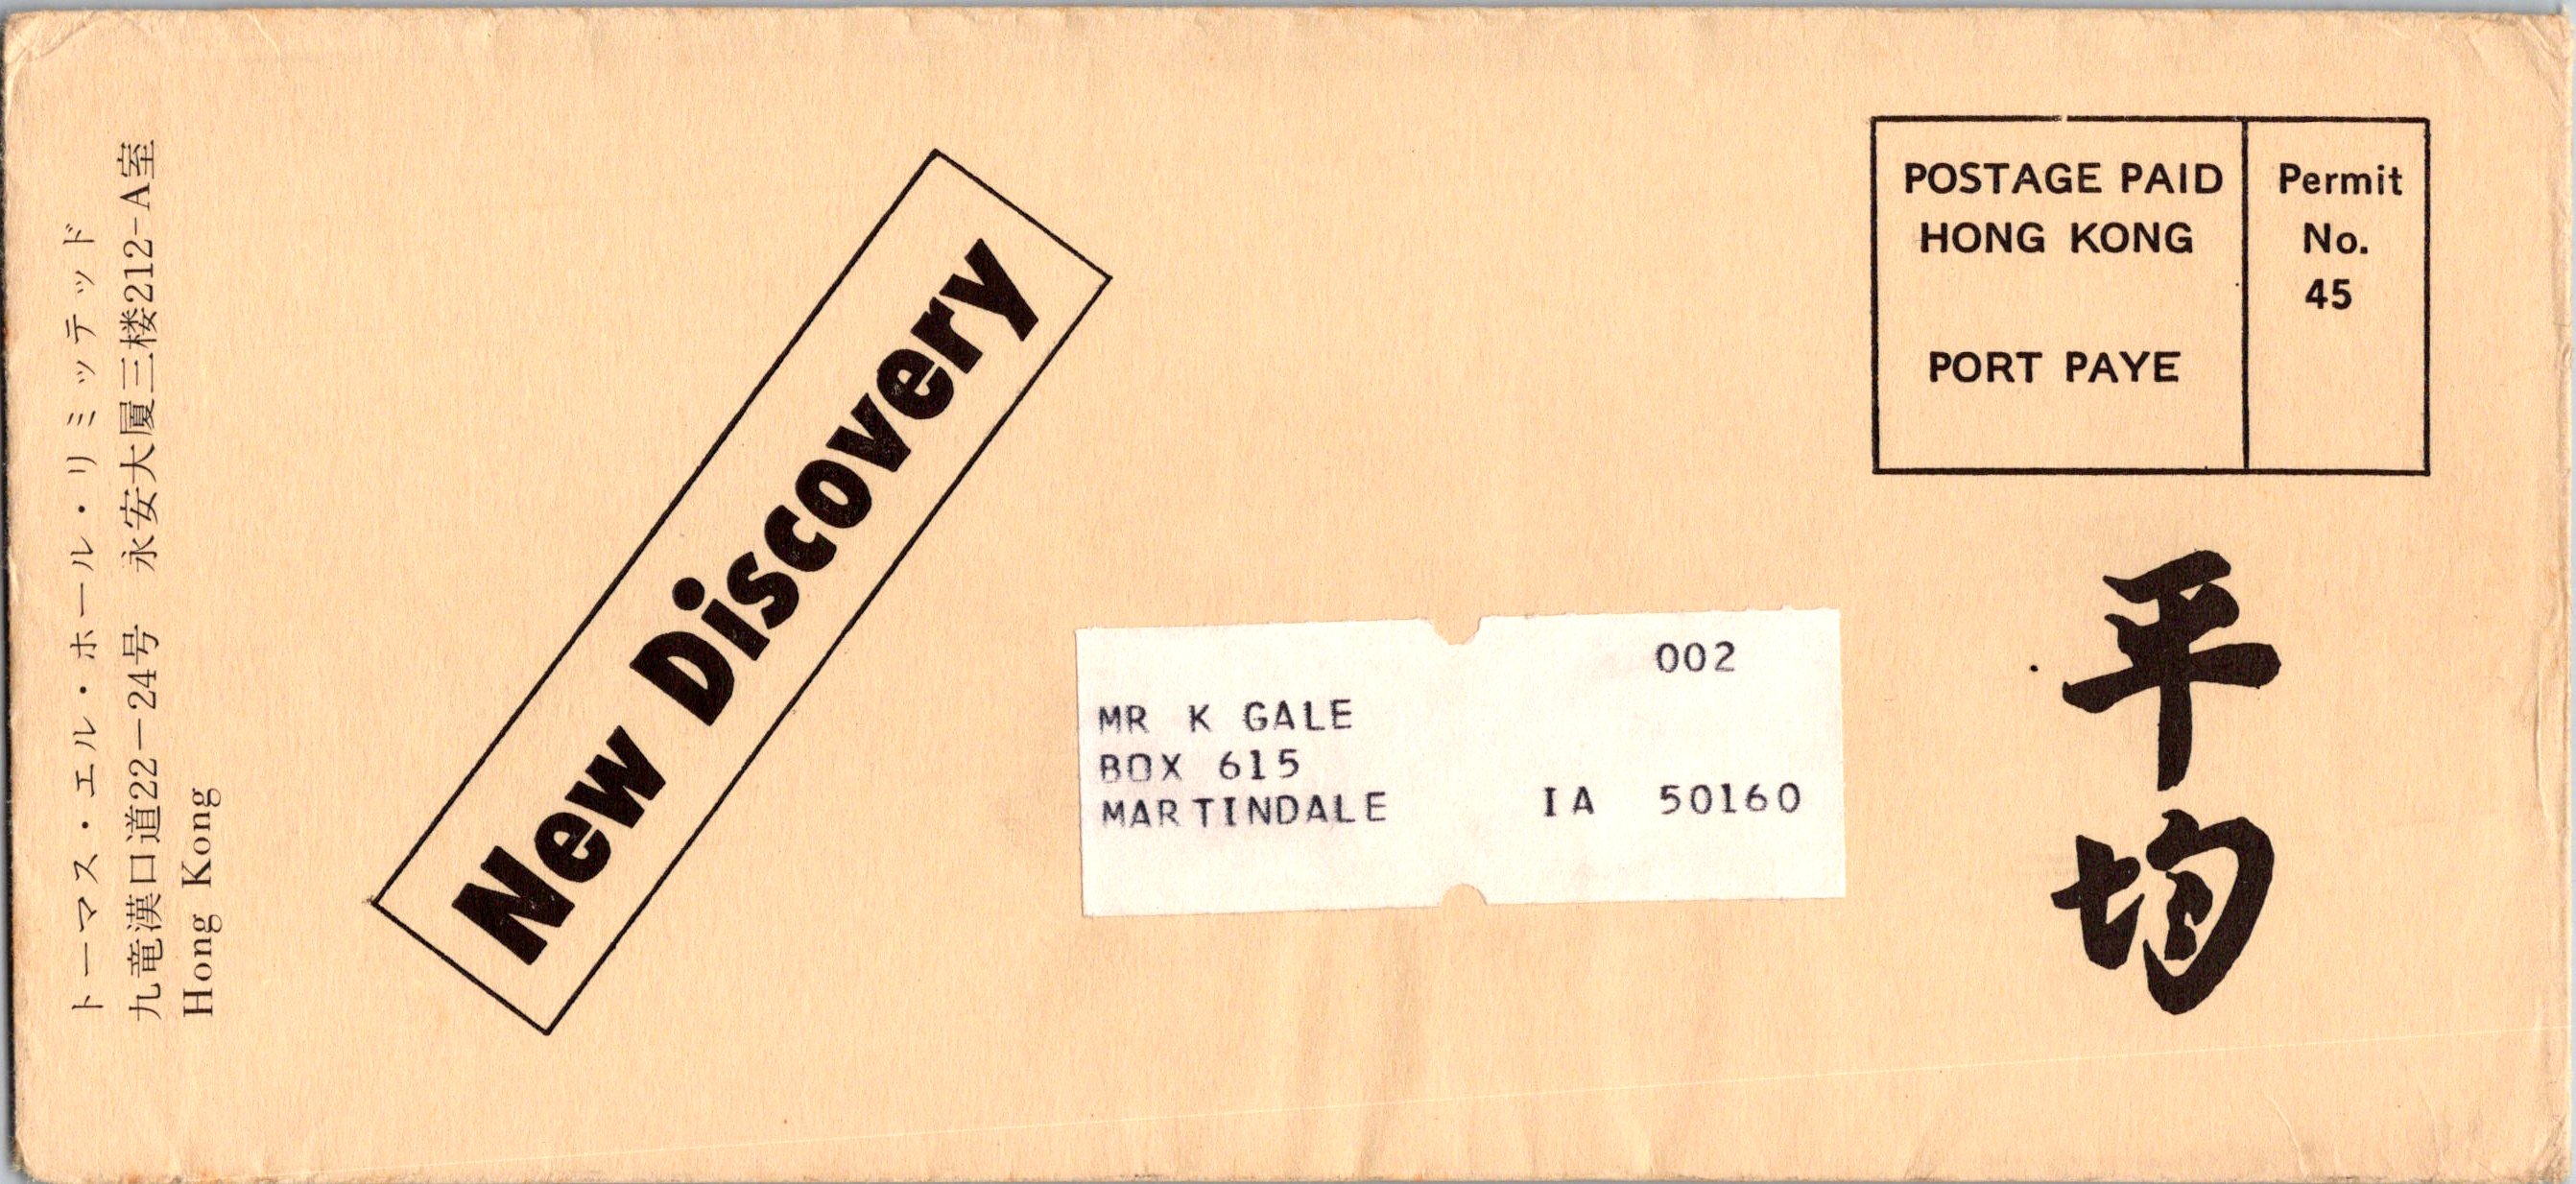 トーマス・エル・ホール・リミッテッド
九竜漢口道22-24号　永安大厦三楼212-A室
Hong Kong
New Discovery
POSTAGE PAID
HONG KONG
PORT PAYE
Permit
No.
45
002
MR K GALE
BOX 615
MARTINDALE IA 50160
平均